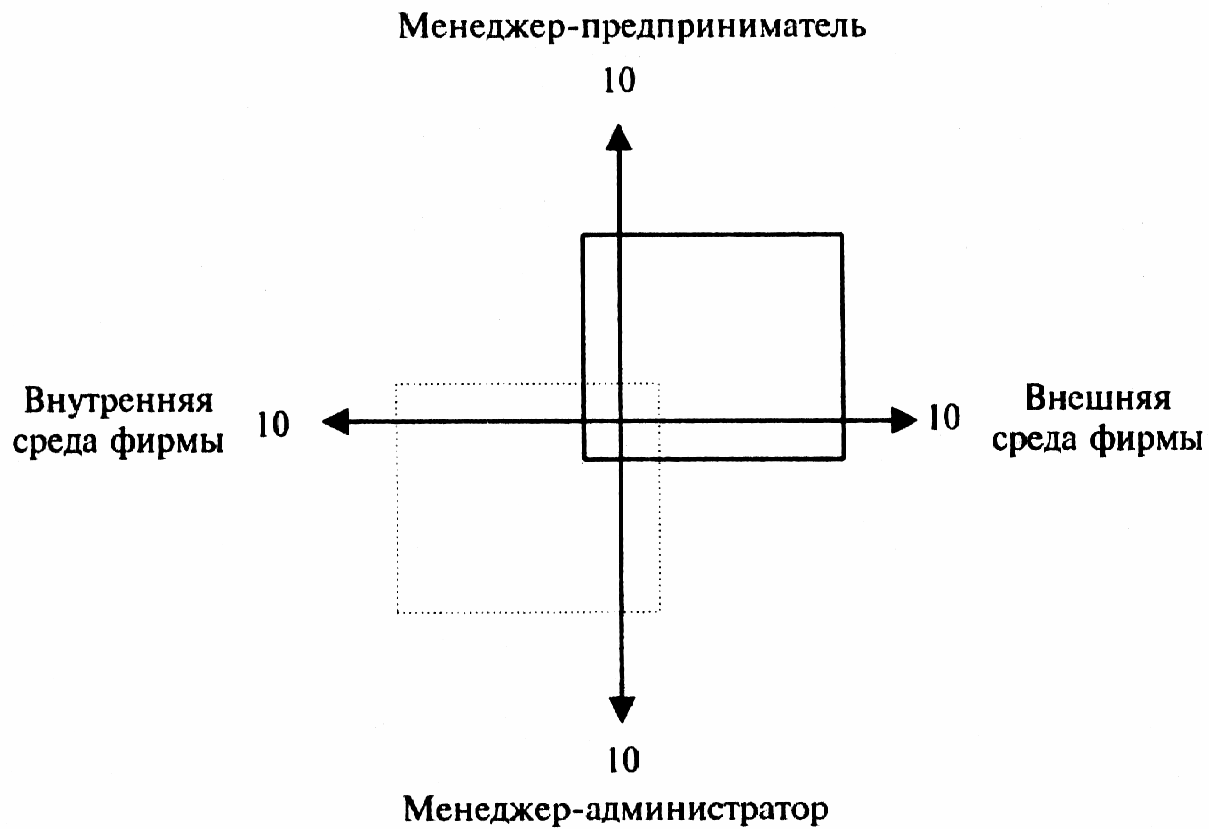 Менеджер-предприниматель
10
Внутренняя
среда фирмы
10
10
Внешняя
среда фирмы
10
Менеджер-администратор